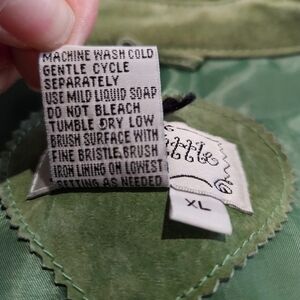 MACHINE WASH COLD
GENTLE CYCLE
SEPARATELY
USE MILD LIQUID SOAP
DO NOT BLEACH
TUMBLE DRY LOW
BRUSH SURFACE WITH
FINE BRISTLE BRUSH
IRON LINING ON LOWEST
SETTING AS NEEDED
XL